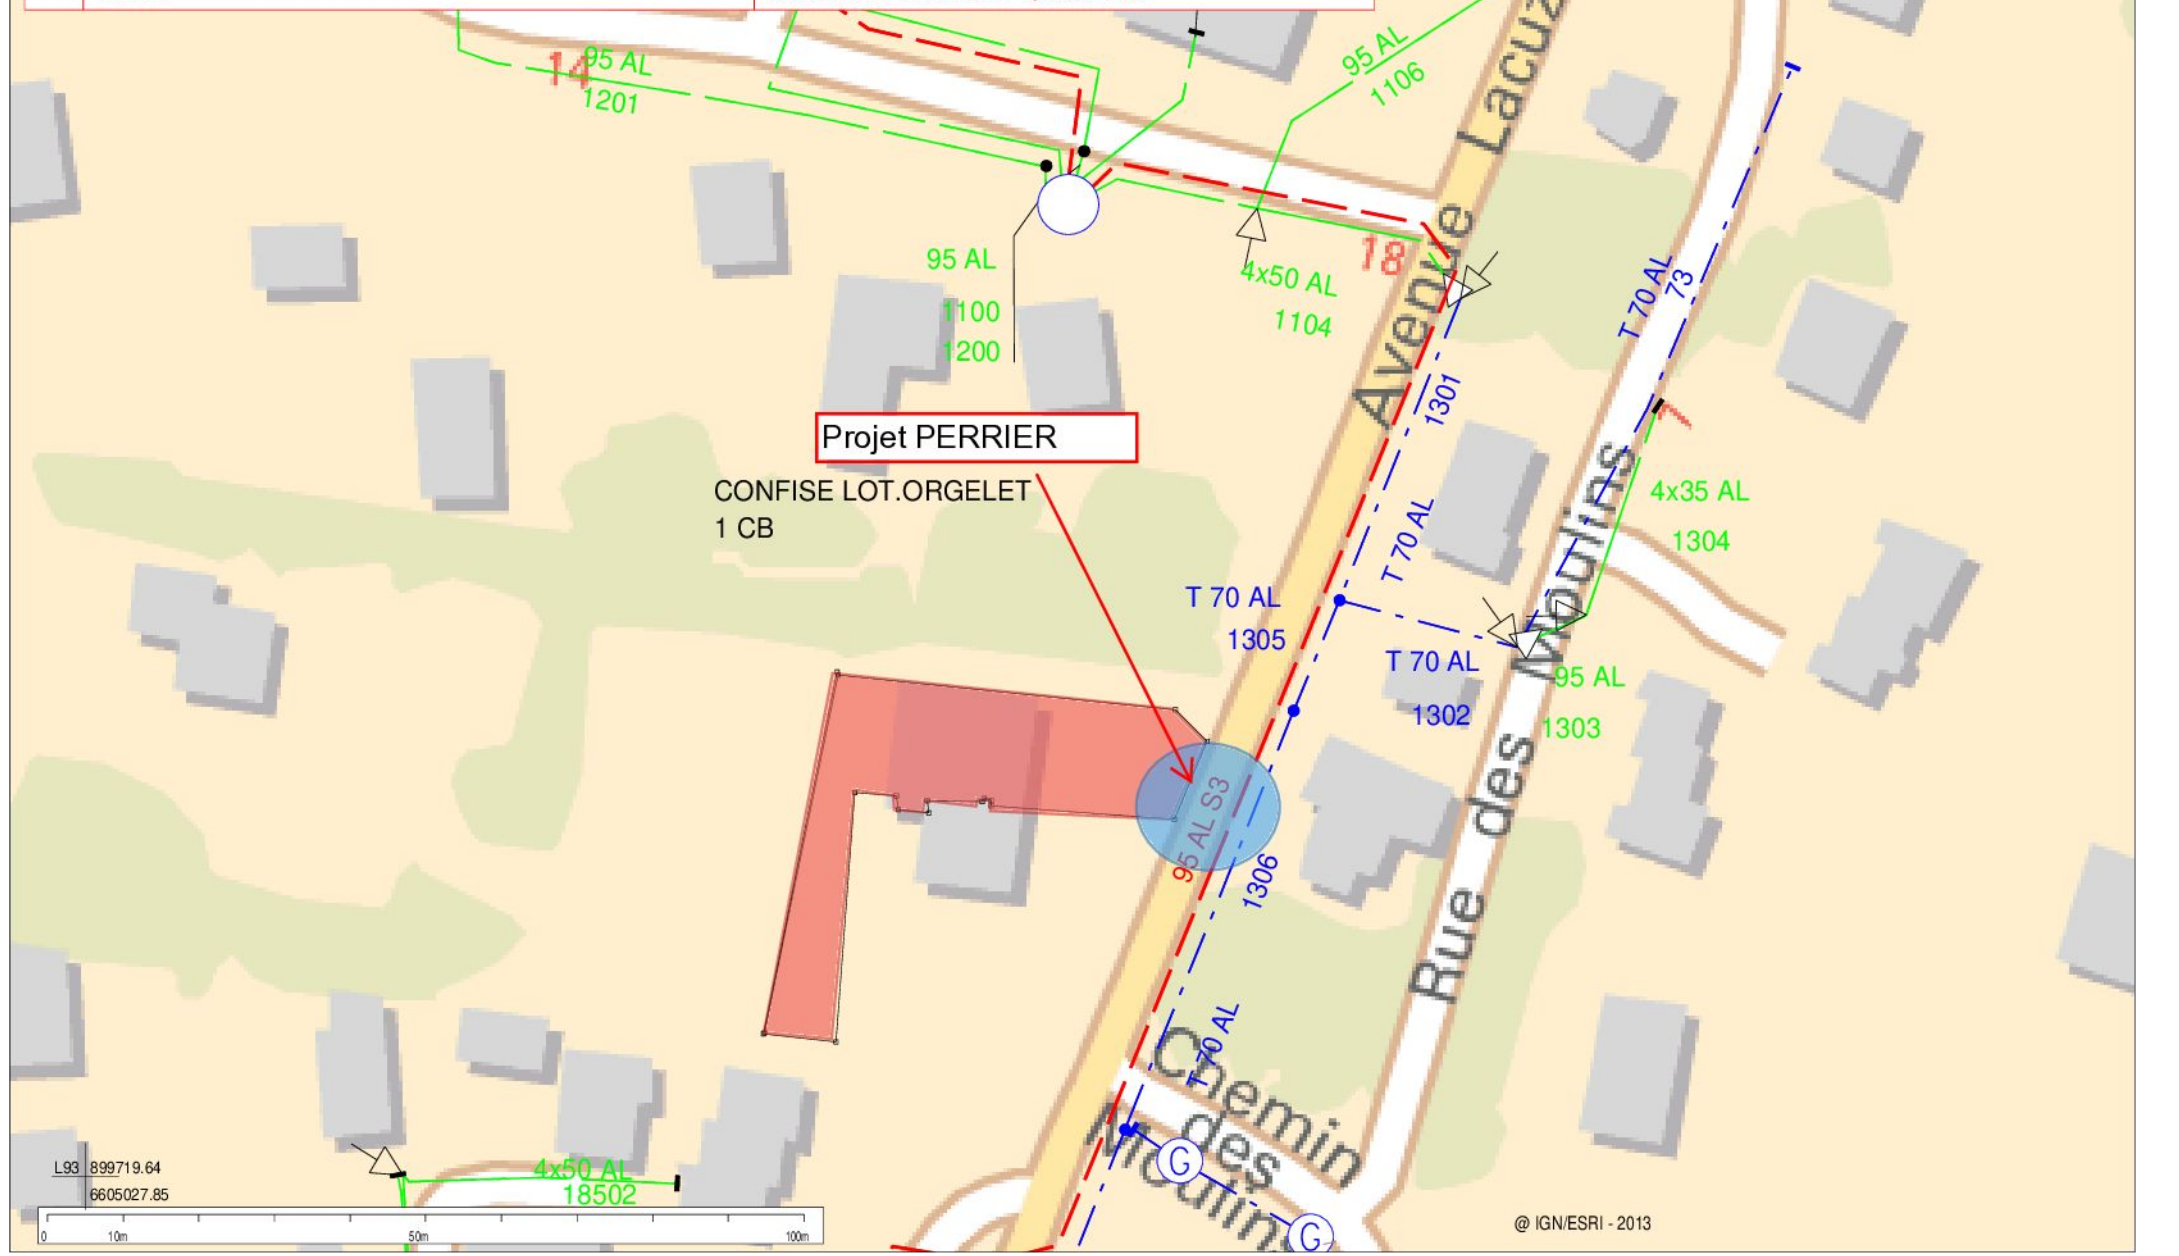 14
95 AL
1201
95 AL
1106
Avenue Lacuz
95 AL
1100
1200
4x50 AL
1104
18
T 70 AL
73
1301
Projet PERRIER
CONFISE LOT.ORGELET
1 CB
T 70 AL
T 70 AL
1305
4x35 AL
1304
T 70 AL
1302
95 AL
1303
Rue des Moulins
95 AL S3
1306
T 70 AL
Chemin
des
Moulins
G
G
4x50 AL
18502
L93 899719.64
6605027.85
0 10m 50m 100m
@ IGN/ESRI - 2013